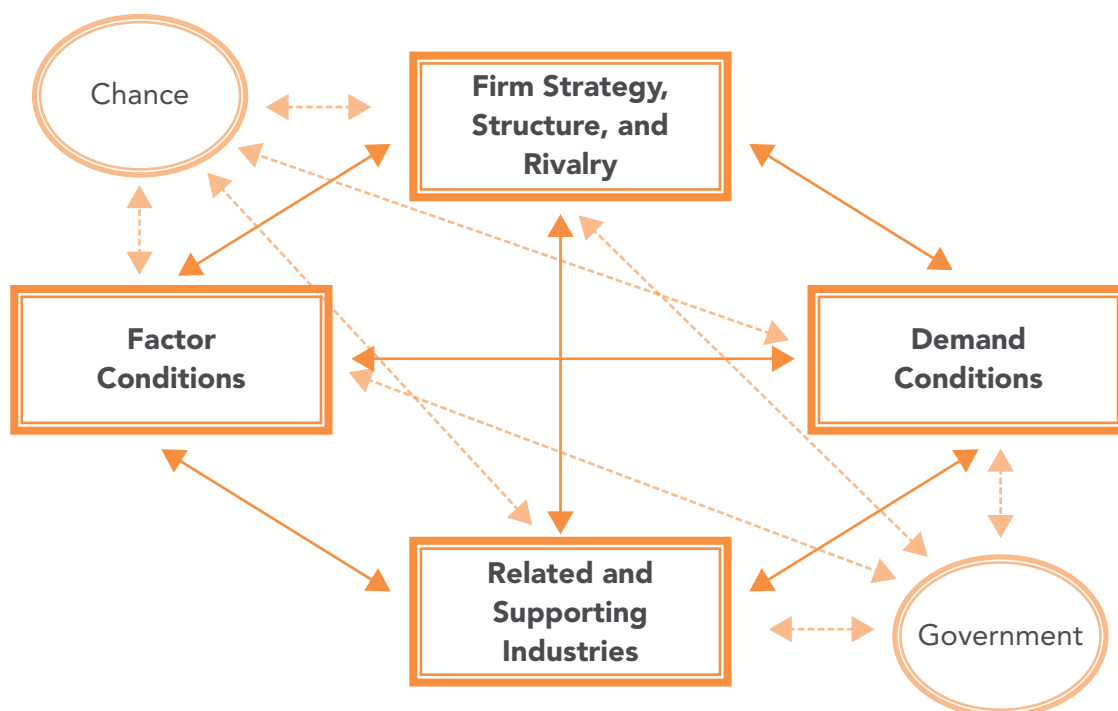 Chance
Firm Strategy,
Structure, and
Rivalry
Factor
Conditions
Demand
Conditions
Related and
Supporting
Industries
Government